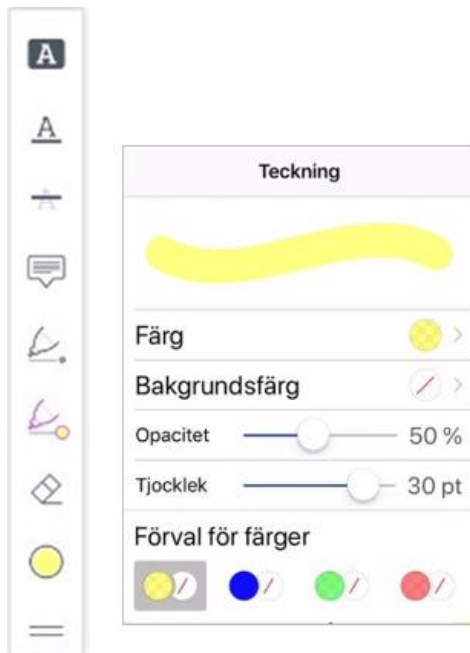 A
A
A
Teckning
Färg
Bakgrundsfärg
Opacitet 50 %
Tjocklek 30 pt
Förval för färger